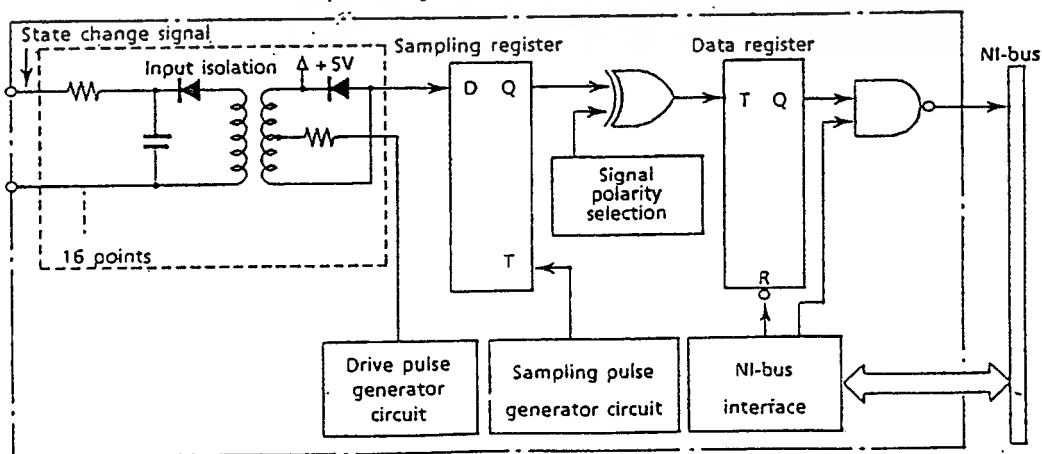 State change signal
Input isolation
+5V
Sampling register
Data register
NI-bus
D Q
T
T Q
R
Signal
polarity
selection
16 points
Drive pulse
generator
circuit
Sampling pulse
generator circuit
NI-bus
interface